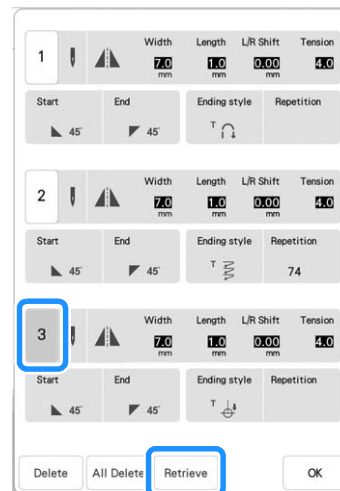 Width Length L/R Shift Tension
1 7.0 1.0 0.00 4.0
mm mm mm
Start End Ending style Repetition
45° 45° T
Width Length L/R Shift Tension
2 7.0 1.0 0.00 4.0
mm mm mm
Start End Ending style Repetition
45° 45° T 74
Width Length L/R Shift Tension
3 7.0 1.0 0.00 4.0
mm mm mm
Start End Ending style Repetition
45° 45° T
Delete All Delete Retrieve OK